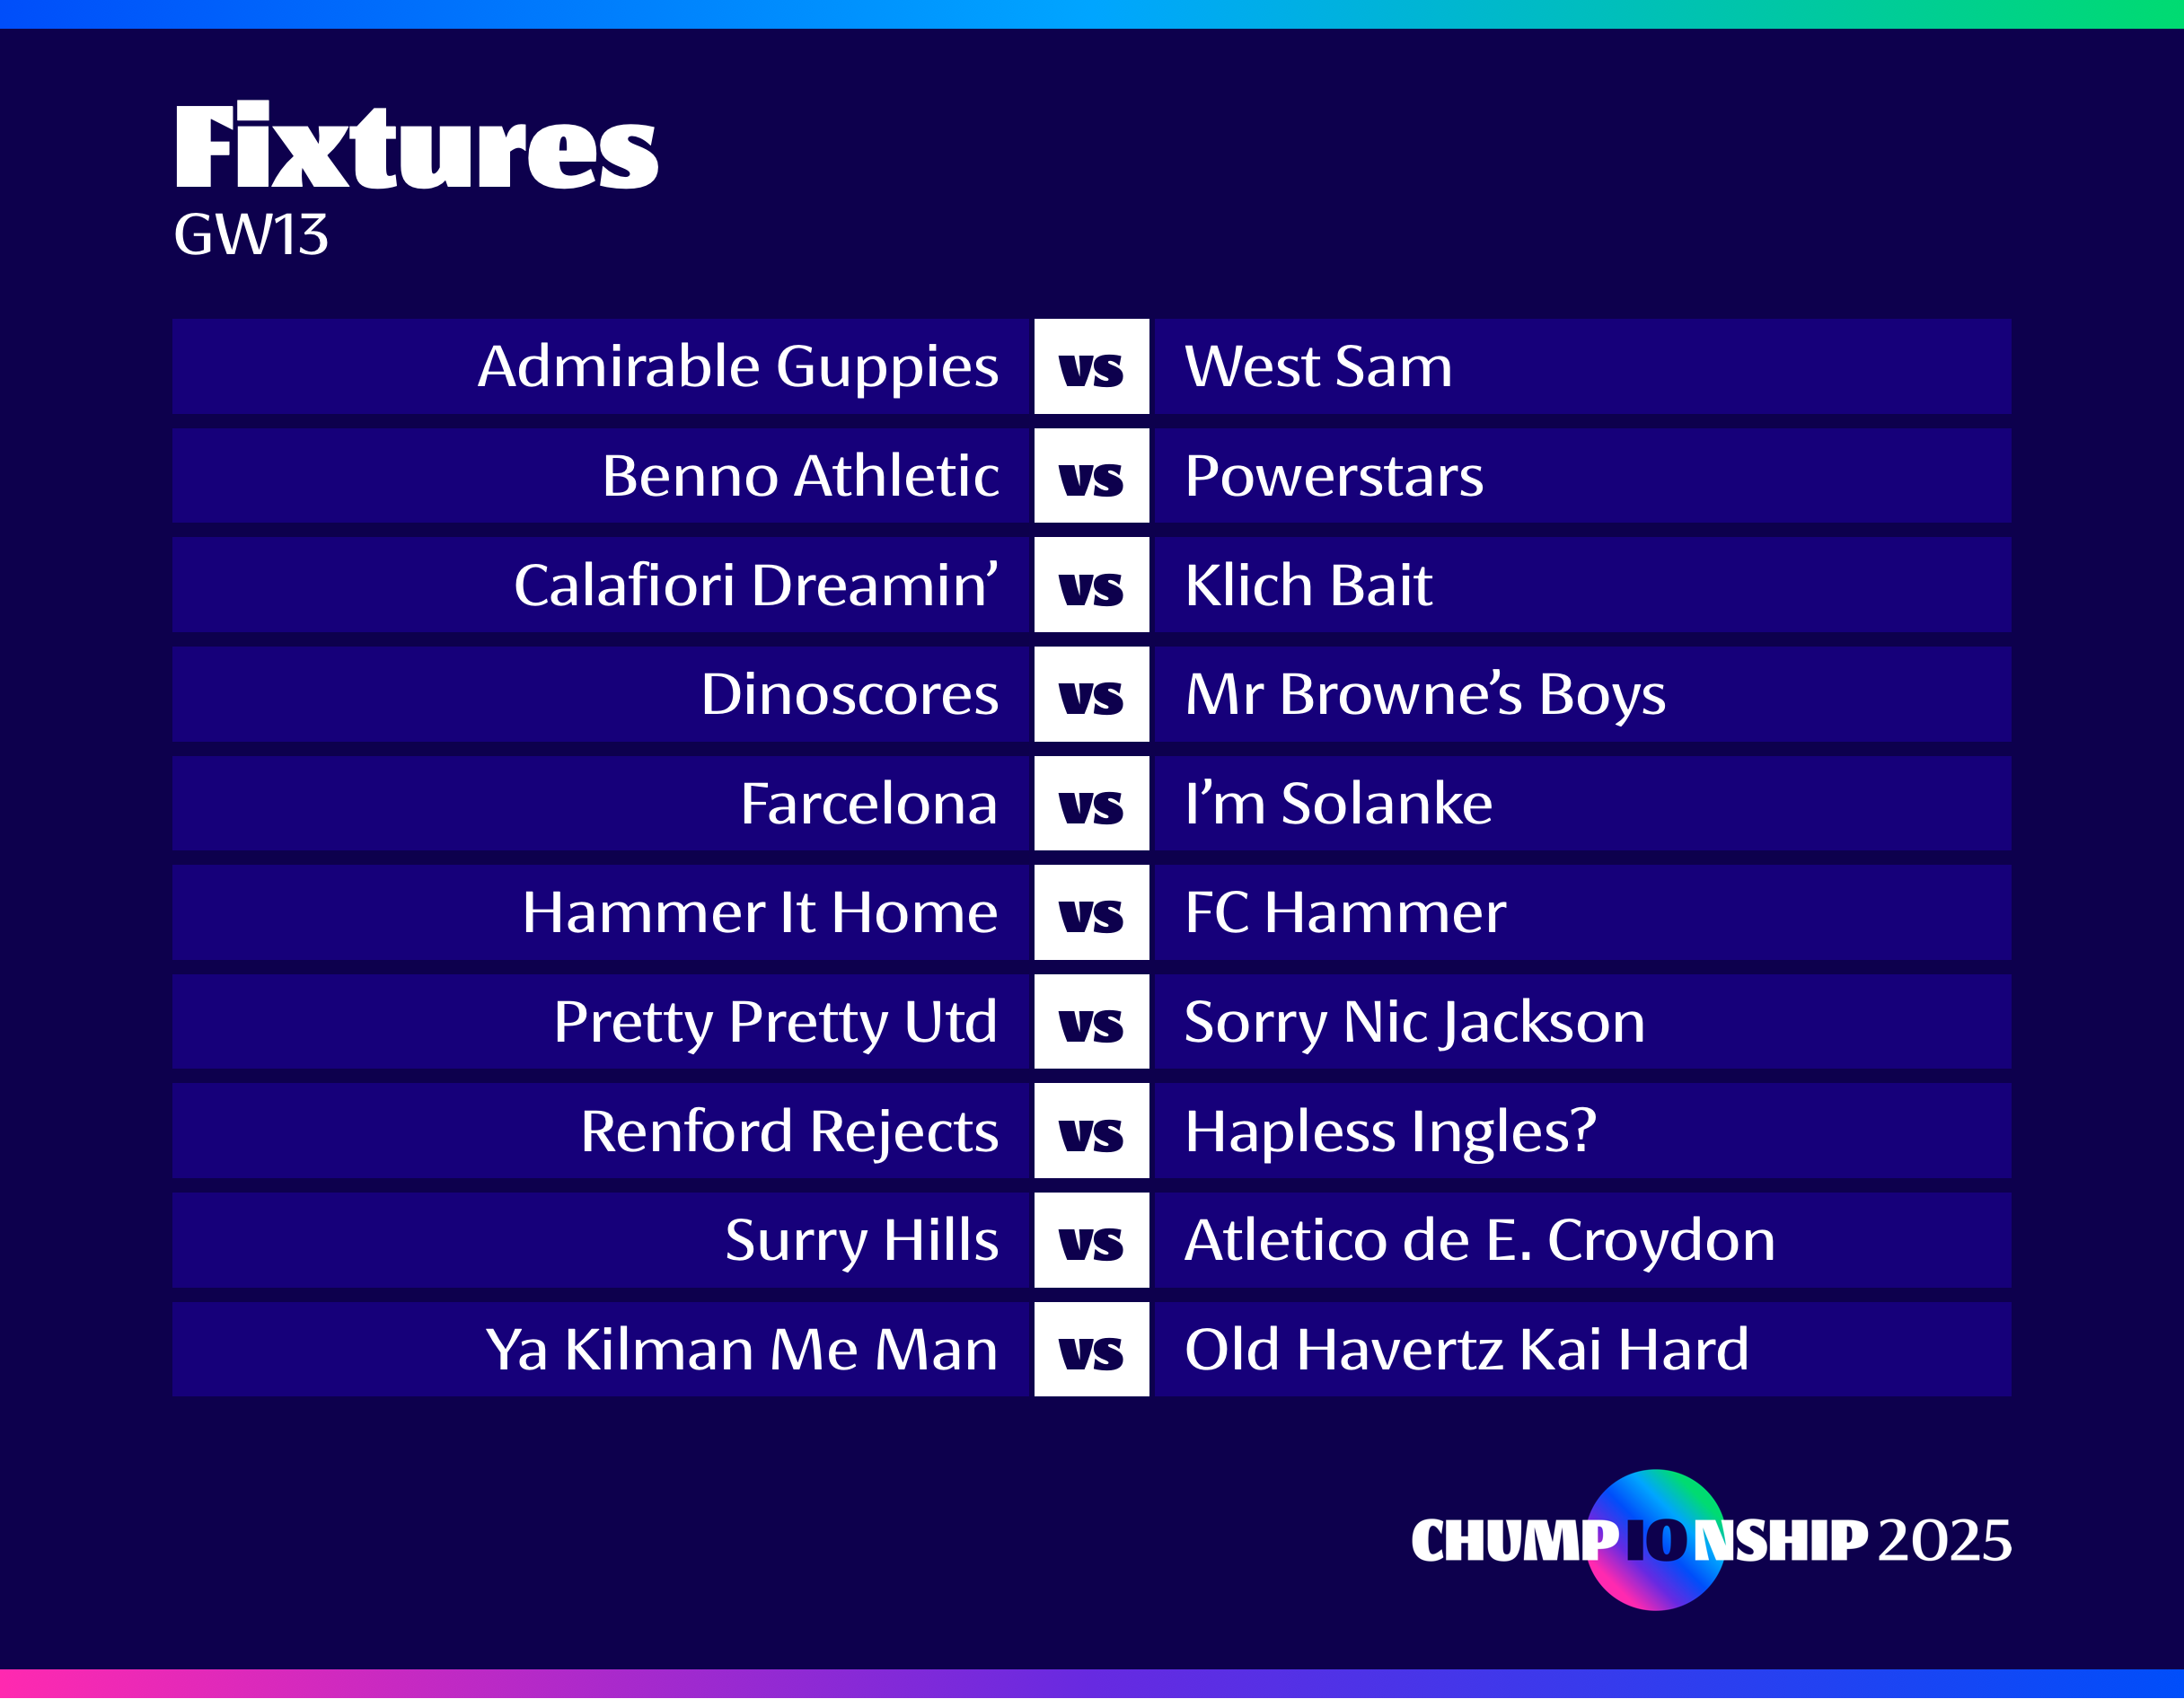 Fixtures
GW13
Admirable Guppies vs West Sam
Benno Athletic vs Powerstars
Calafiori Dreamin’ vs Klich Bait
Dinoscores vs Mr Browne’s Boys
Farcelona vs I’m Solanke
Hammer It Home vs FC Hammer
Pretty Pretty Utd vs Sorry Nic Jackson
Renford Rejects vs Hapless Ingles?
Surry Hills vs Atletico de E. Croydon
Ya Kilman Me Man vs Old Havertz Kai Hard
CHUMPIONSHIP 2025